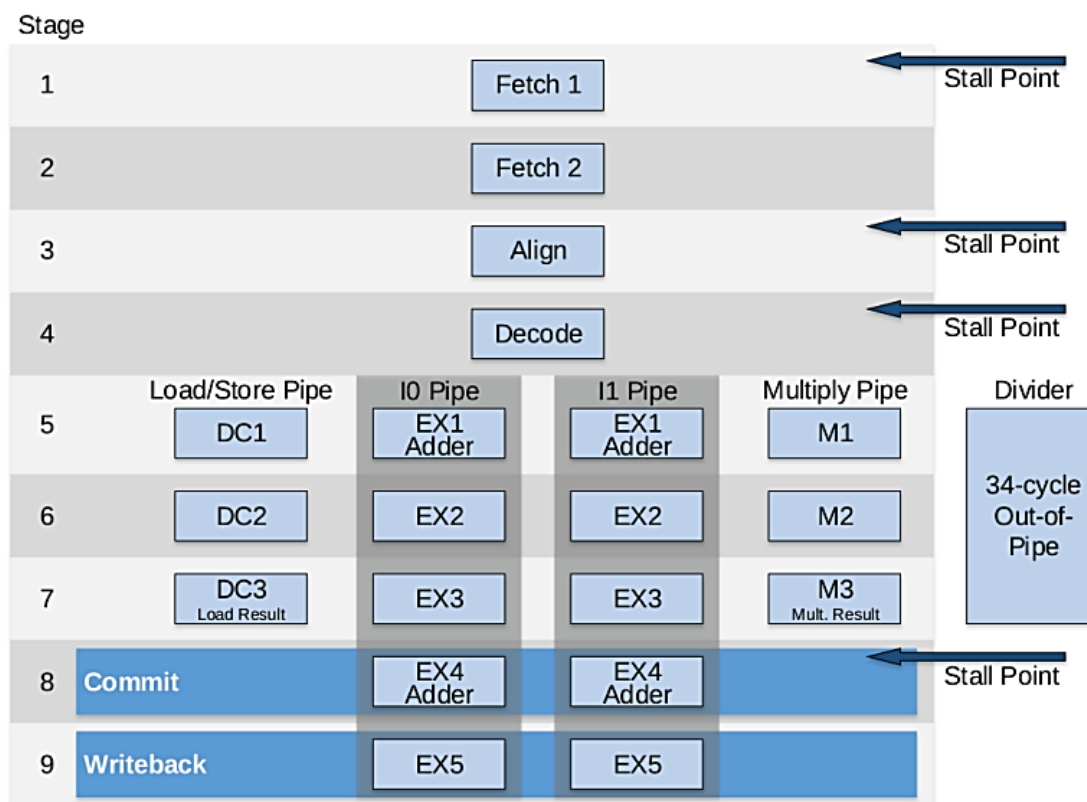 Stage
1
Fetch 1
Stall Point
2
Fetch 2
3
Align
Stall Point
4
Decode
Stall Point
Load/Store Pipe
I0 Pipe
I1 Pipe
Multiply Pipe
Divider
5
DC1
EX1
Adder
EX1
Adder
M1
34-cycle
Out-of-
Pipe
6
DC2
EX2
EX2
M2
7
DC3
Load Result
EX3
EX3
M3
Mult. Result
8
Commit
EX4
Adder
EX4
Adder
Stall Point
9
Writeback
EX5
EX5